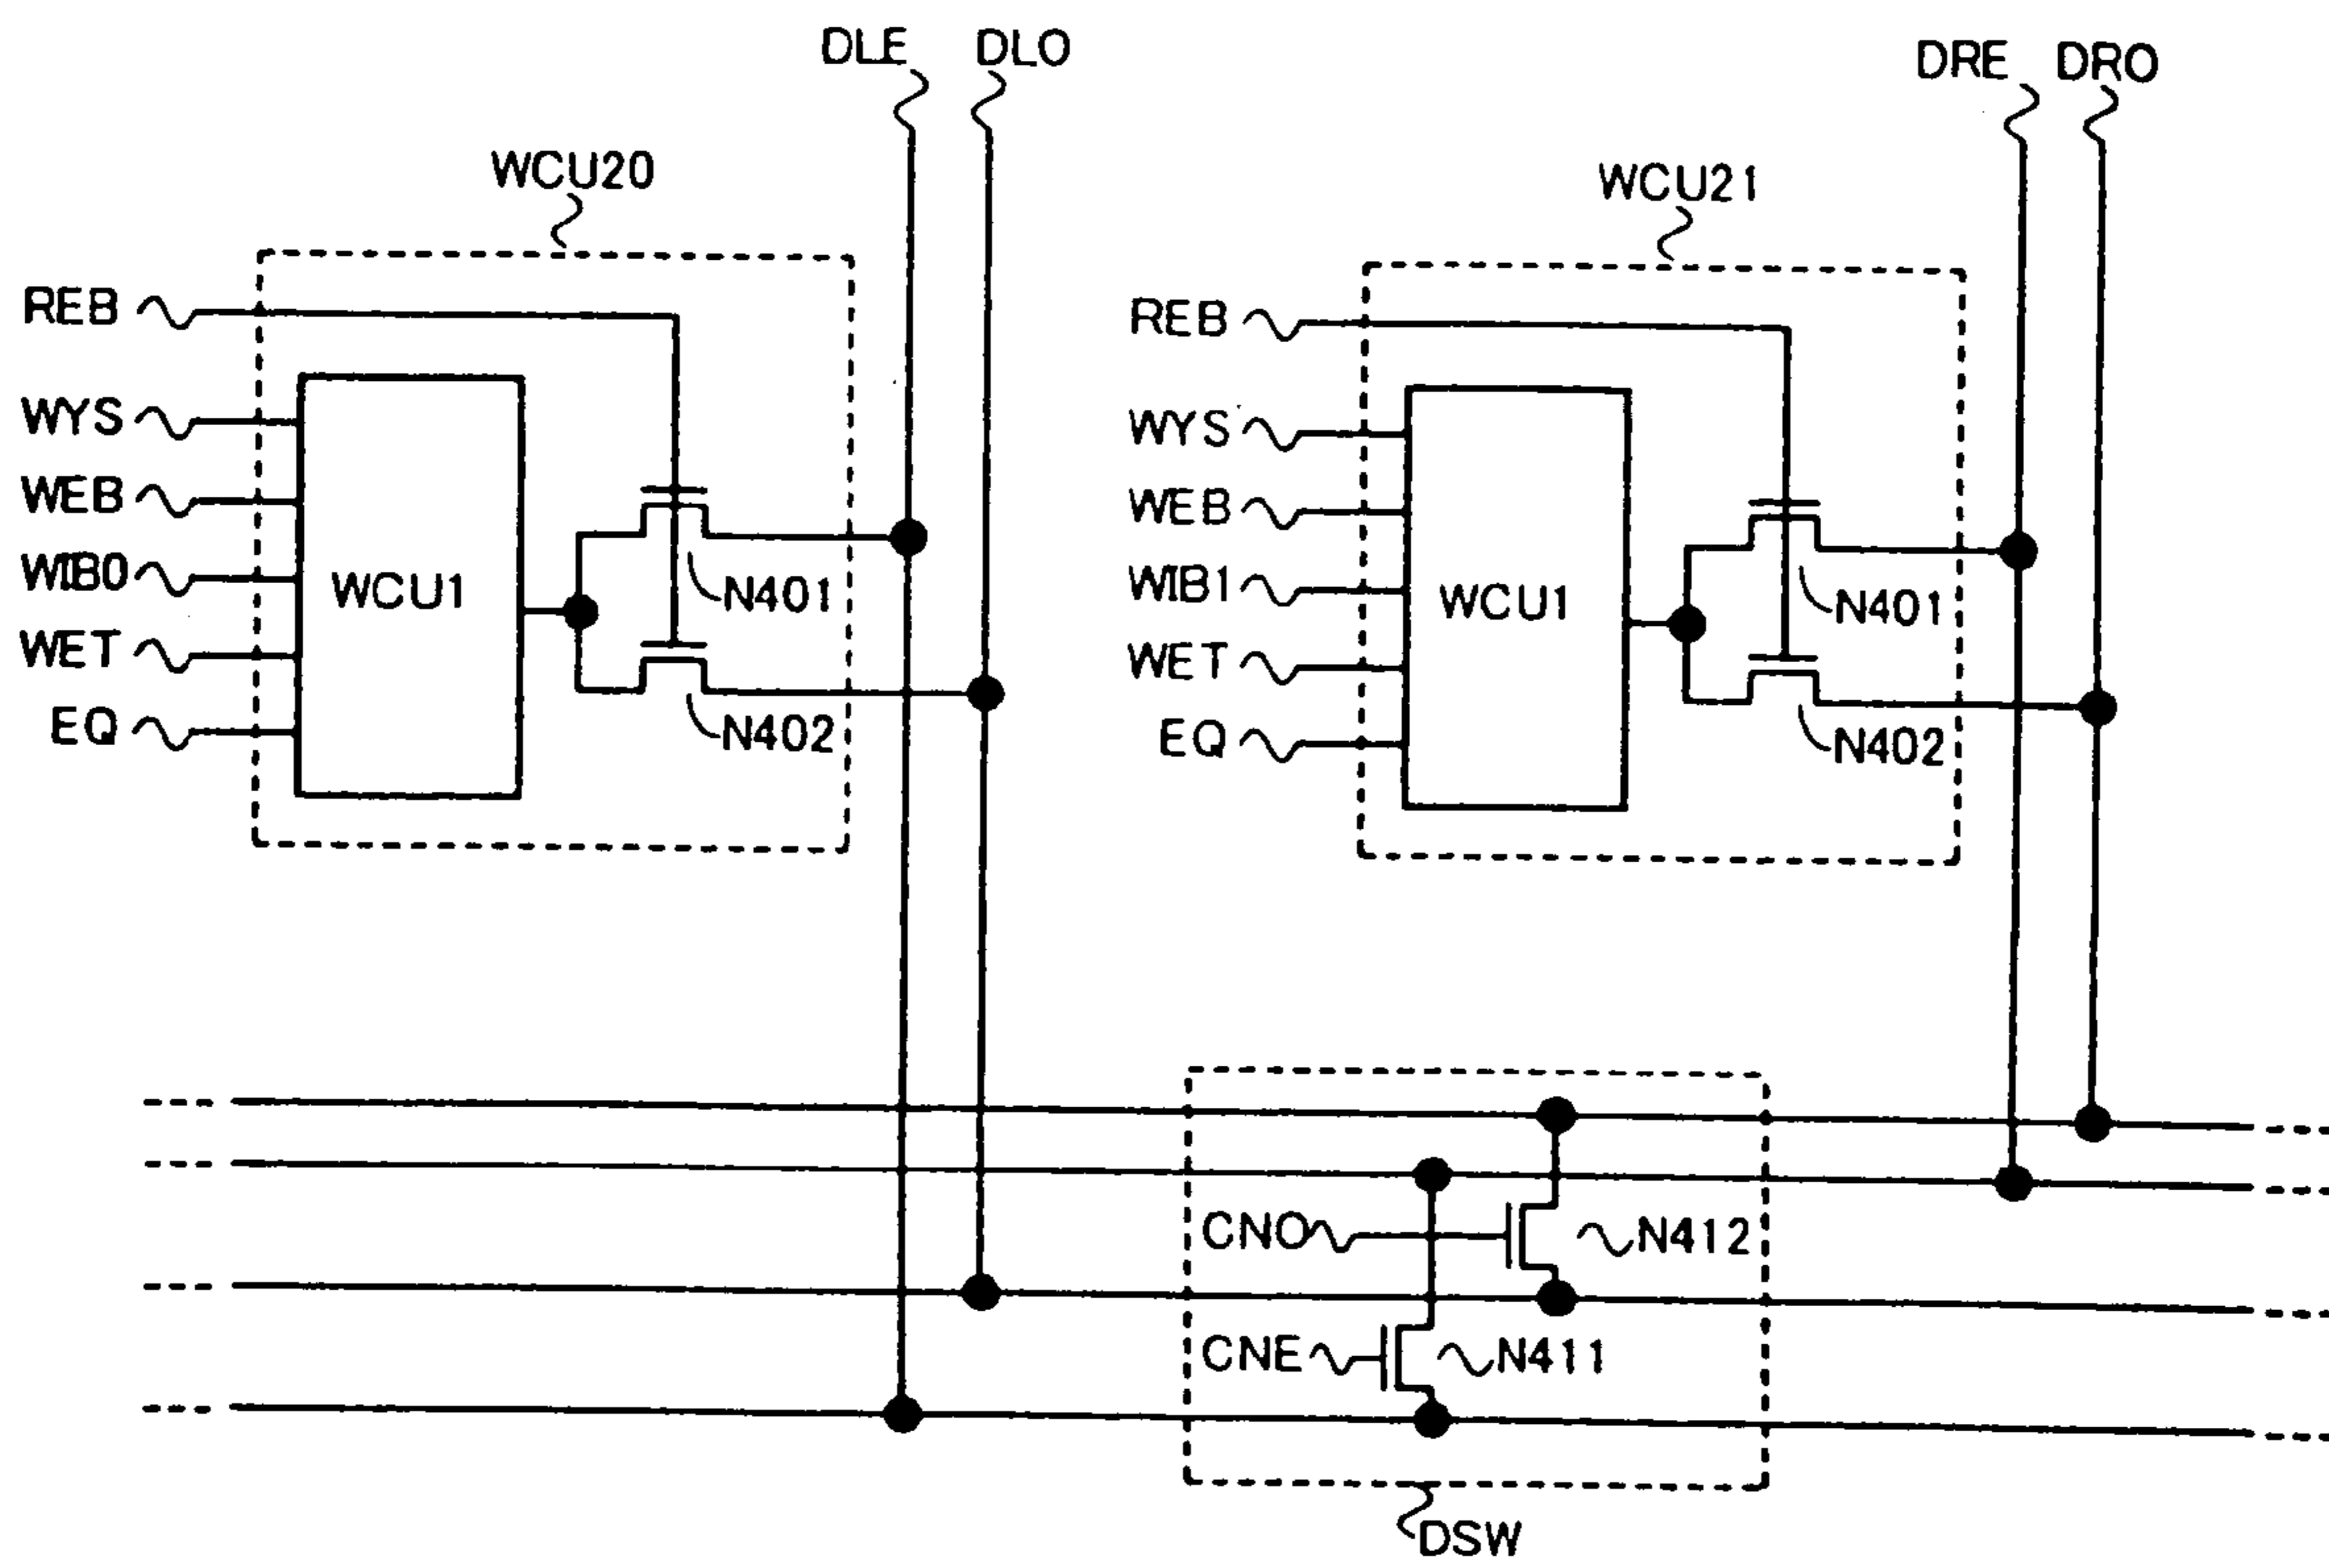 DLE DLO
DRE DRO
WCU20
WCU21
REB
WYS
WEB
WIB0
WET
EQ
WCU1
N401
N402
REB
WYS
WEB
WIB1
WET
EQ
WCU1
N401
N402
CNO
N412
CNE
N411
DSW